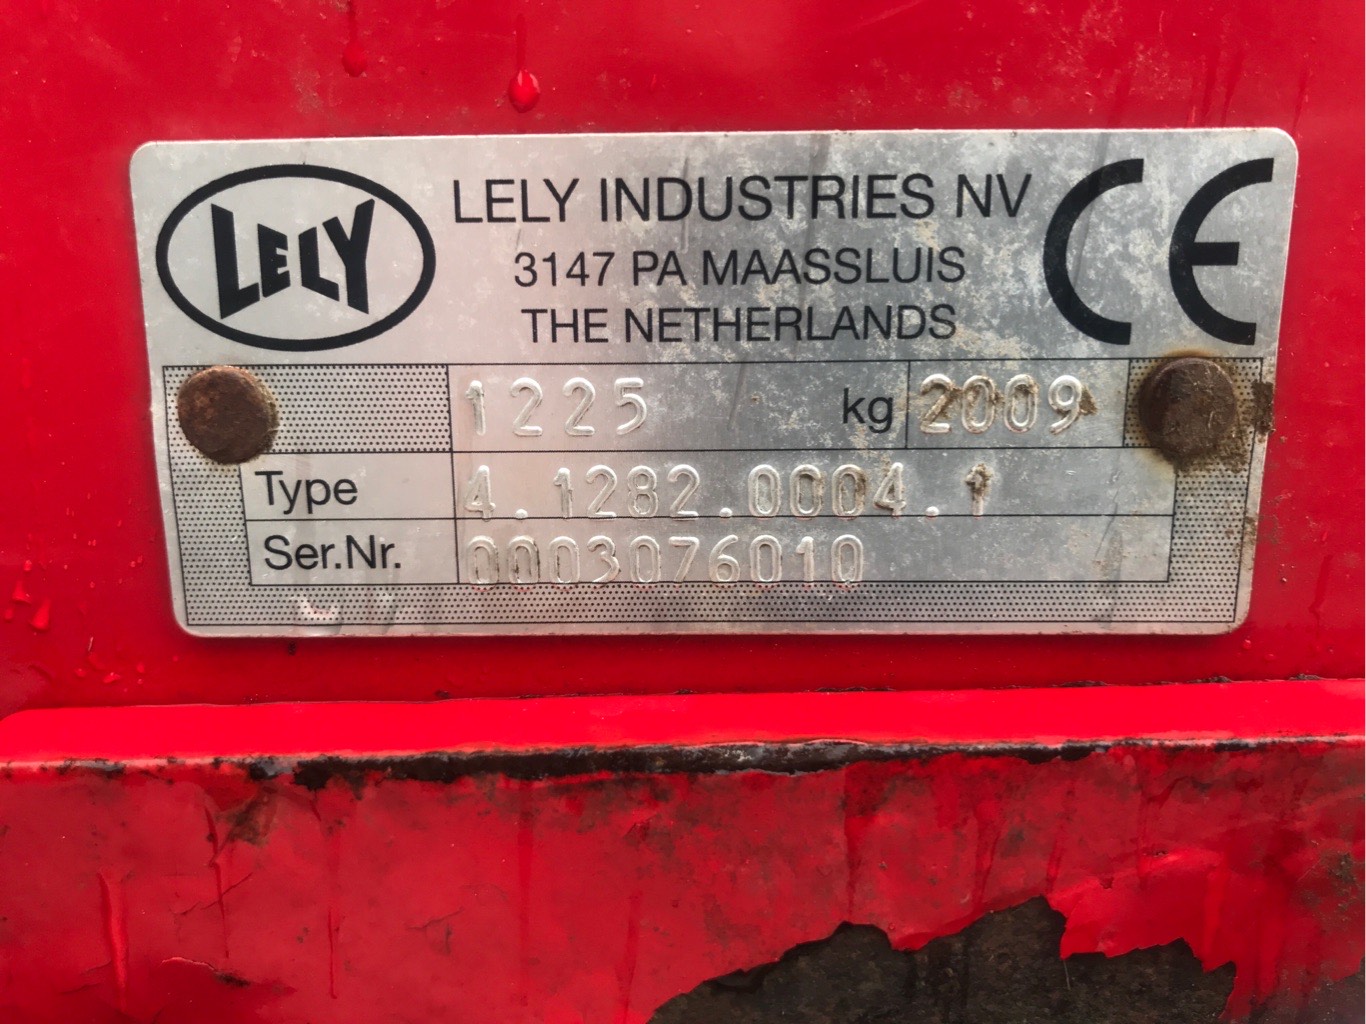 LELY
LELY INDUSTRIES NV
3147 PA MAASSLUIS
THE NETHERLANDS
CE
1225 kg 2009
Type 4.1282.0004.1
Ser.Nr. 0003076010